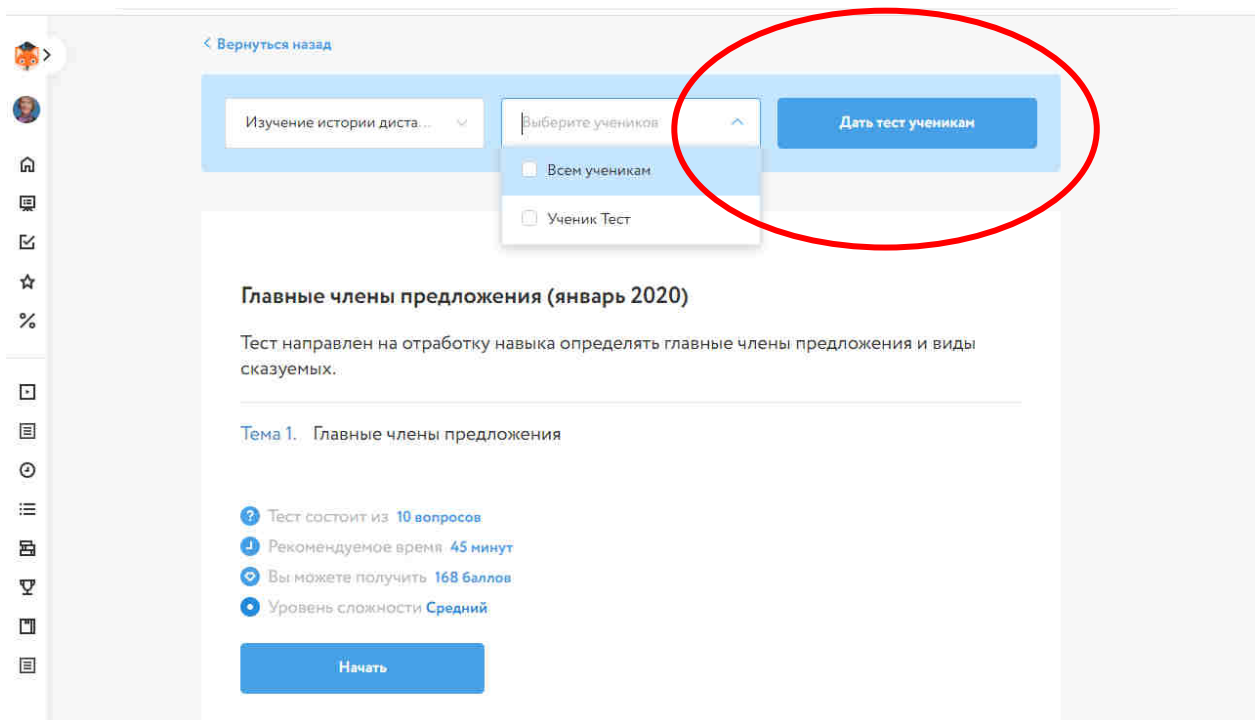 Вернуться назад
Изучение истории диста...
Выберите учеников
Дать тест ученикам
Всем ученикам
Ученик Тест
Главные члены предложения (январь 2020)
Тест направлен на отработку навыка определять главные члены предложения и виды
сказуемых.
Тема 1. Главные члены предложения
Тест состоит из 10 вопросов
Рекомендуемое время 45 минут
Вы можете получить 168 баллов
Уровень сложности Средний
Начать